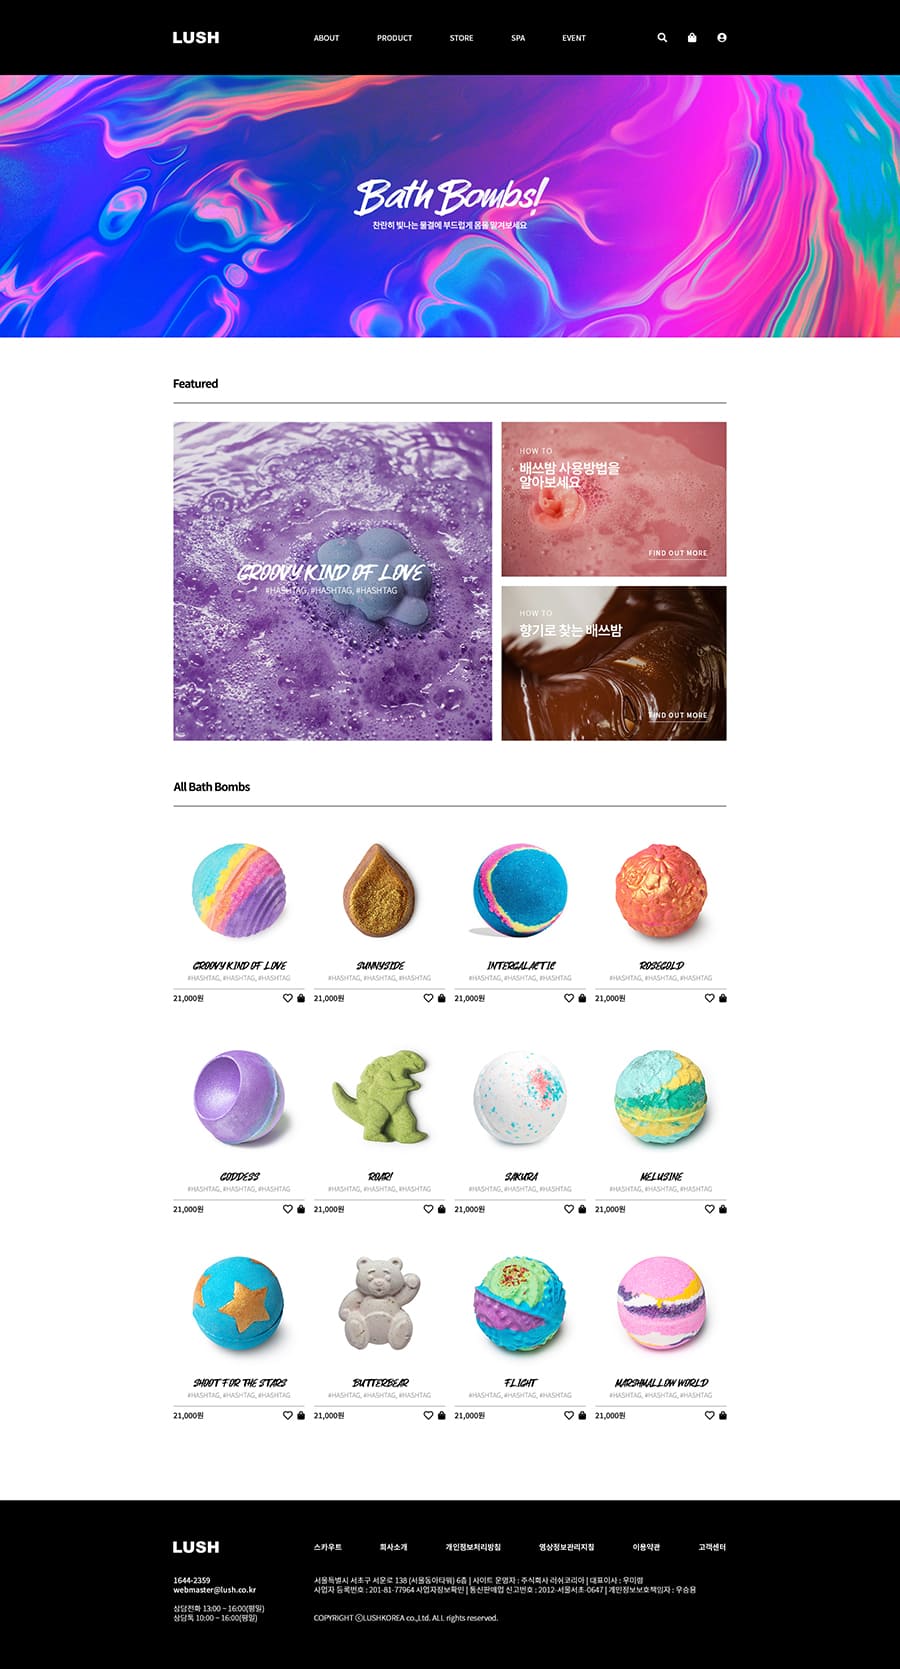 LUSH
ABOUT
PRODUCT
STORE
SPA
EVENT
Bath Bombs!
찬란히 빛나는 물결에 부드럽게 몸을 맡겨보세요
Featured
GROOVY KIND OF LOVE
#HASHTAG, #HASHTAG, #HASHTAG
HOW TO
배쓰밤 사용방법을
알아보세요
FIND OUT MORE
HOW TO
향기로 찾는 배쓰밤
FIND OUT MORE
All Bath Bombs
GROOVY KIND OF LOVE
#HASHTAG, #HASHTAG, #HASHTAG
21,000원
SUNNYSIDE
#HASHTAG, #HASHTAG, #HASHTAG
21,000원
INTERGALACTIC
#HASHTAG, #HASHTAG, #HASHTAG
21,000원
ROSEGOLD
#HASHTAG, #HASHTAG, #HASHTAG
21,000원
GODDESS
#HASHTAG, #HASHTAG, #HASHTAG
21,000원
ROAR!
#HASHTAG, #HASHTAG, #HASHTAG
21,000원
SAKURA
#HASHTAG, #HASHTAG, #HASHTAG
21,000원
MELUSINE
#HASHTAG, #HASHTAG, #HASHTAG
21,000원
SHOOT FOR THE STARS
#HASHTAG, #HASHTAG, #HASHTAG
21,000원
BUTTERBEAR
#HASHTAG, #HASHTAG, #HASHTAG
21,000원
FLIGHT
#HASHTAG, #HASHTAG, #HASHTAG
21,000원
MARSHMALLOW WORLD
#HASHTAG, #HASHTAG, #HASHTAG
21,000원
LUSH
스카우트
회사소개
개인정보처리방침
영상정보관리지침
이용약관
고객센터
1644-2359
webmaster@lush.co.kr
상담전화 13:00 ~ 16:00(평일)
상담톡 10:00 ~ 16:00(평일)
서울특별시 서초구 서운로 138 (서울동아타워) 6층 | 사이트 운영자 : 주식회사 러쉬코리아 | 대표이사 : 우미령
사업자 등록번호 : 201-81-77964 사업자정보확인 | 통신판매업 신고번호 : 2012-서울서초-0647 | 개인정보보호책임자 : 우승용
COPYRIGHT ⓒLUSHKOREA co.,Ltd. ALL rights reserved.